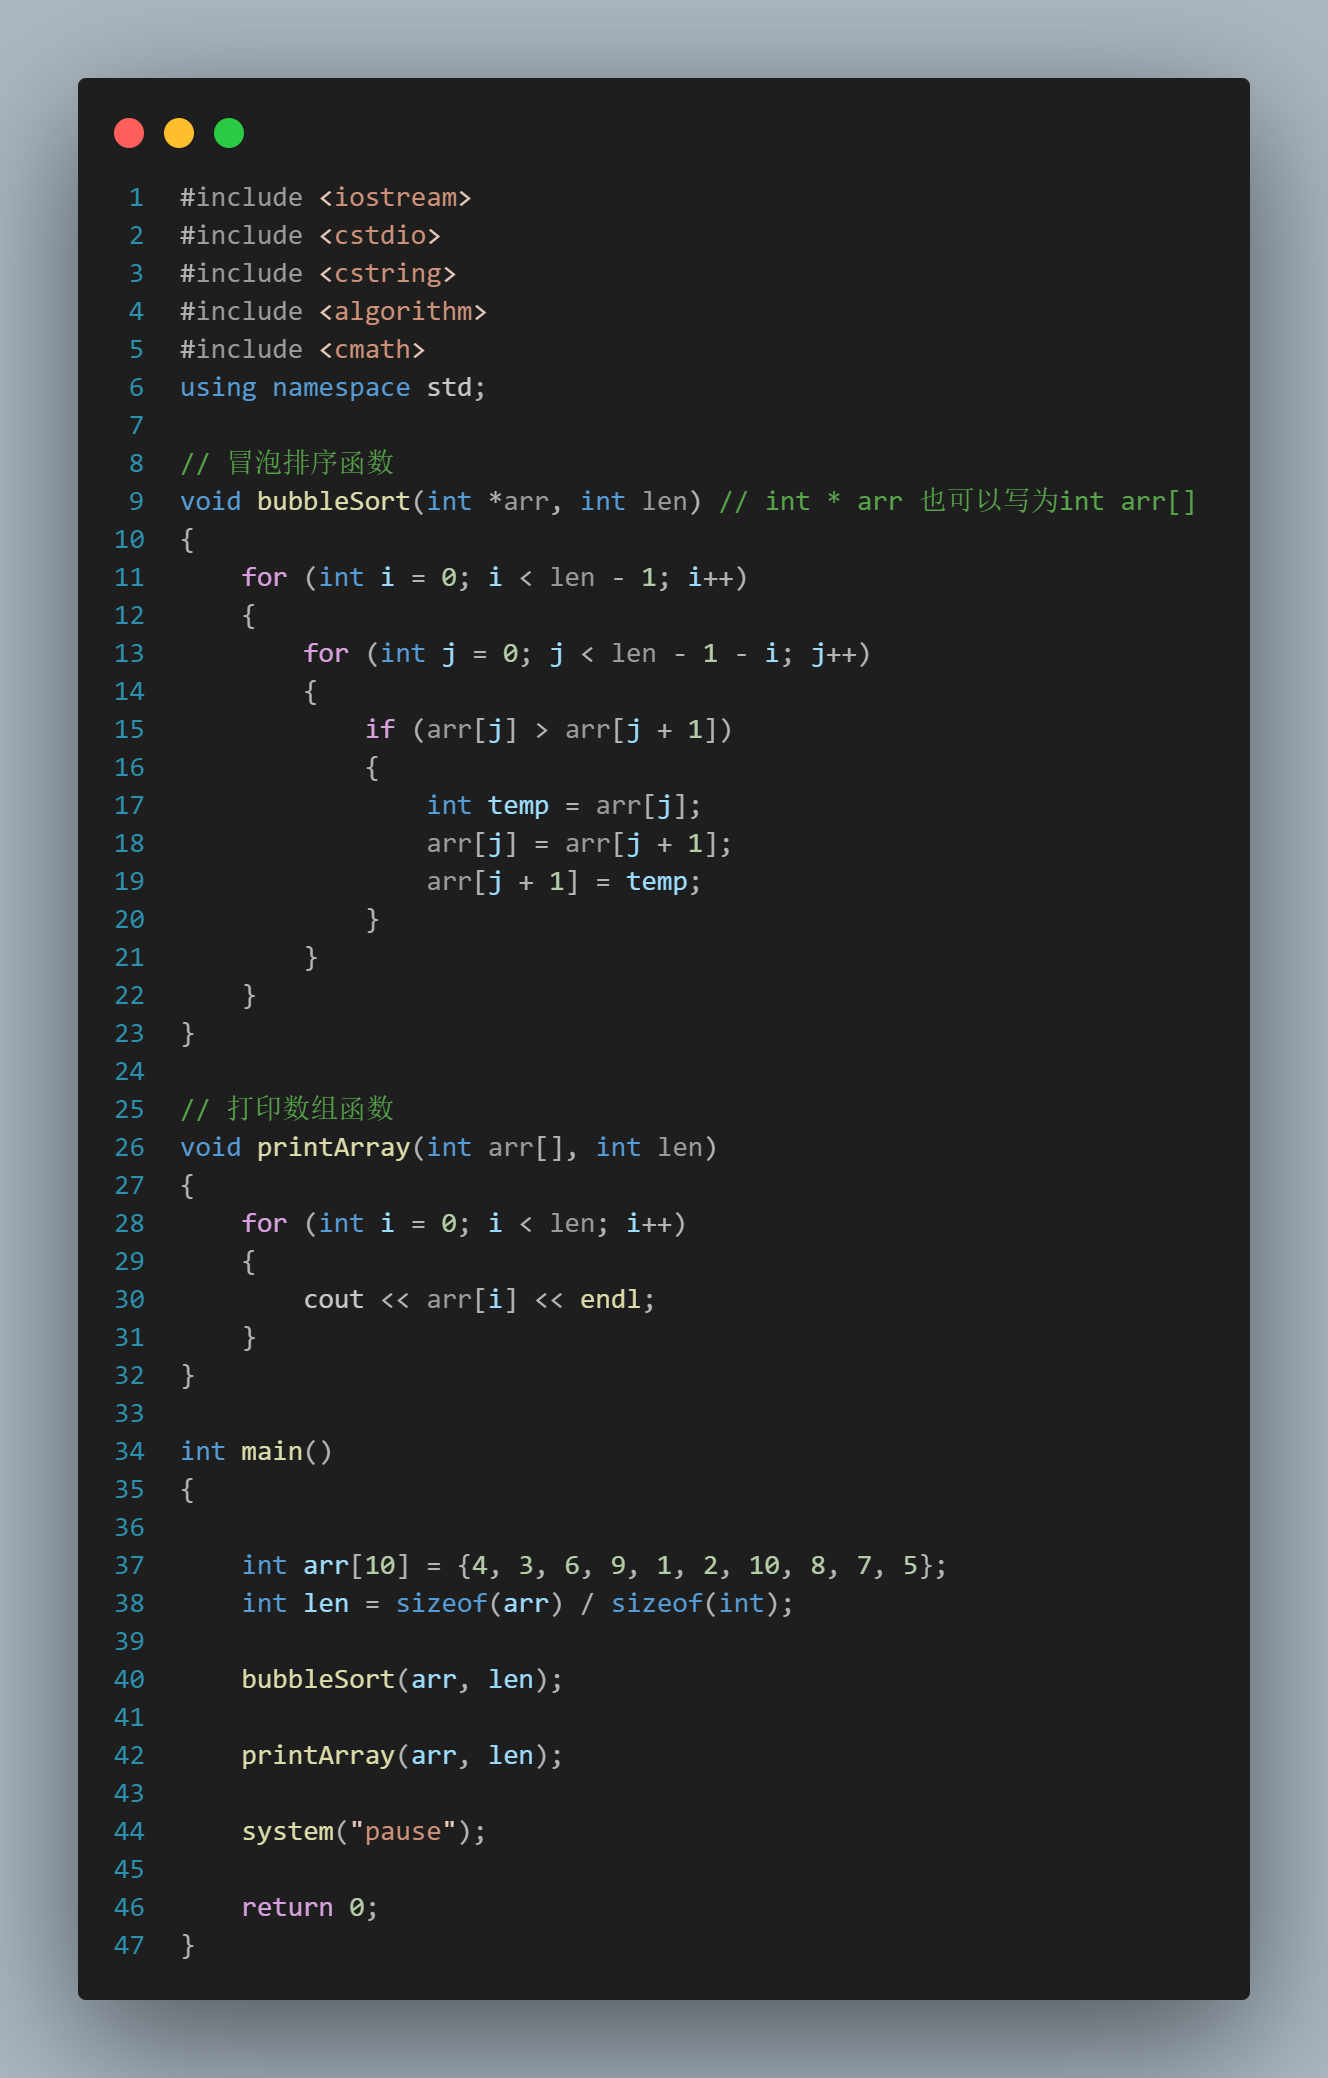 1 #include <iostream>
2 #include <cstdio>
3 #include <cstring>
4 #include <algorithm>
5 #include <cmath>
6 using namespace std;
7
8 // 冒泡排序函数
9 void bubbleSort(int *arr, int len) // int * arr 也可以写为int arr[]
10 {
11     for (int i = 0; i < len - 1; i++)
12     {
13         for (int j = 0; j < len - 1 - i; j++)
14         {
15             if (arr[j] > arr[j + 1])
16             {
17                 int temp = arr[j];
18                 arr[j] = arr[j + 1];
19                 arr[j + 1] = temp;
20             }
21         }
22     }
23 }
24
25 // 打印数组函数
26 void printArray(int arr[], int len)
27 {
28     for (int i = 0; i < len; i++)
29     {
30         cout << arr[i] << endl;
31     }
32 }
33
34 int main()
35 {
36
37     int arr[10] = {4, 3, 6, 9, 1, 2, 10, 8, 7, 5};
38     int len = sizeof(arr) / sizeof(int);
39
40     bubbleSort(arr, len);
41
42     printArray(arr, len);
43
44     system("pause");
45
46     return 0;
47 }